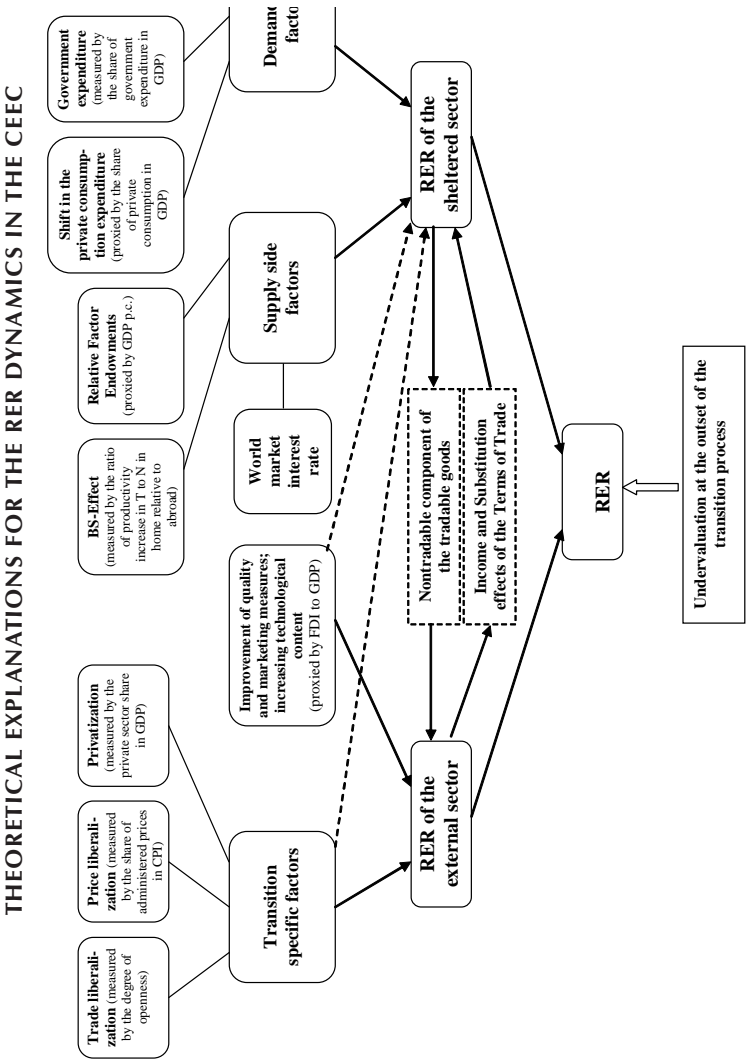 THEORETICAL EXPLANATIONS FOR THE RER DYNAMICS IN THE CEEC
Trade liberali-
zation (measured
by the degree of
openness)
Price liberali-
zation (measured
by the share of
administered prices
in CPI)
Privatization
(measured by the
private sector share
in GDP)
BS-Effect
(measured by the ratio
of productivity
increase in T to N in
home relative to
abroad)
Relative Factor
Endowments
(proxied by GDP p.c.)
Shift in the
private consump-
tion expenditure
(proxied by the share
of private
consumption in
GDP)
Government
expenditure
(measured by
the share of
government
expenditure in
GDP)
Transition
specific factors
Improvement of quality
and marketing measures;
increasing technological
content
(proxied by FDI to GDP)
World
market
interest
rate
Supply side
factors
Demand
facto
RER of the
external sector
Nontradable component of
the tradable goods
Income and Substitution
effects of the Terms of Trade
RER of the
sheltered sector
RER
Undervaluation at the outset of the
transition process